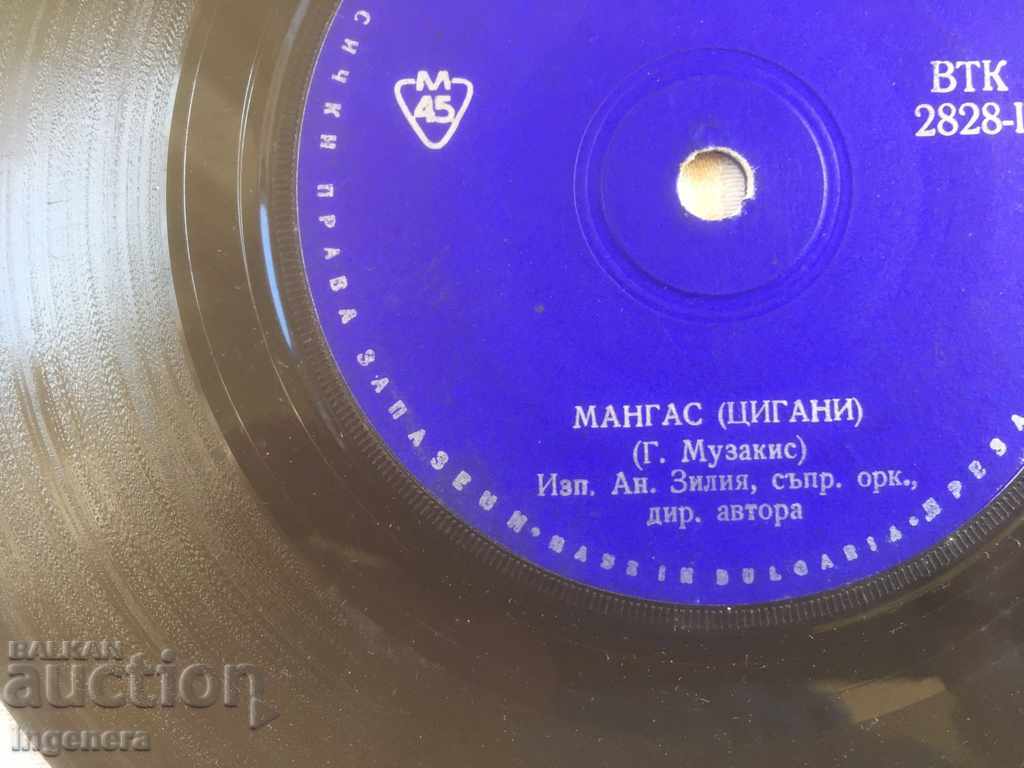 М
45
ВТК
2828-
МАНГАС (ЦИГАНИ)
(Г. Музакис)
Изп. Ан. Зилия, съпр. орк.,
дир. автора
СИЧКИ ПРАВА ЗАПАЗЕНИ • MADE IN BULGARIA •
BALKAN
auction
ingenera